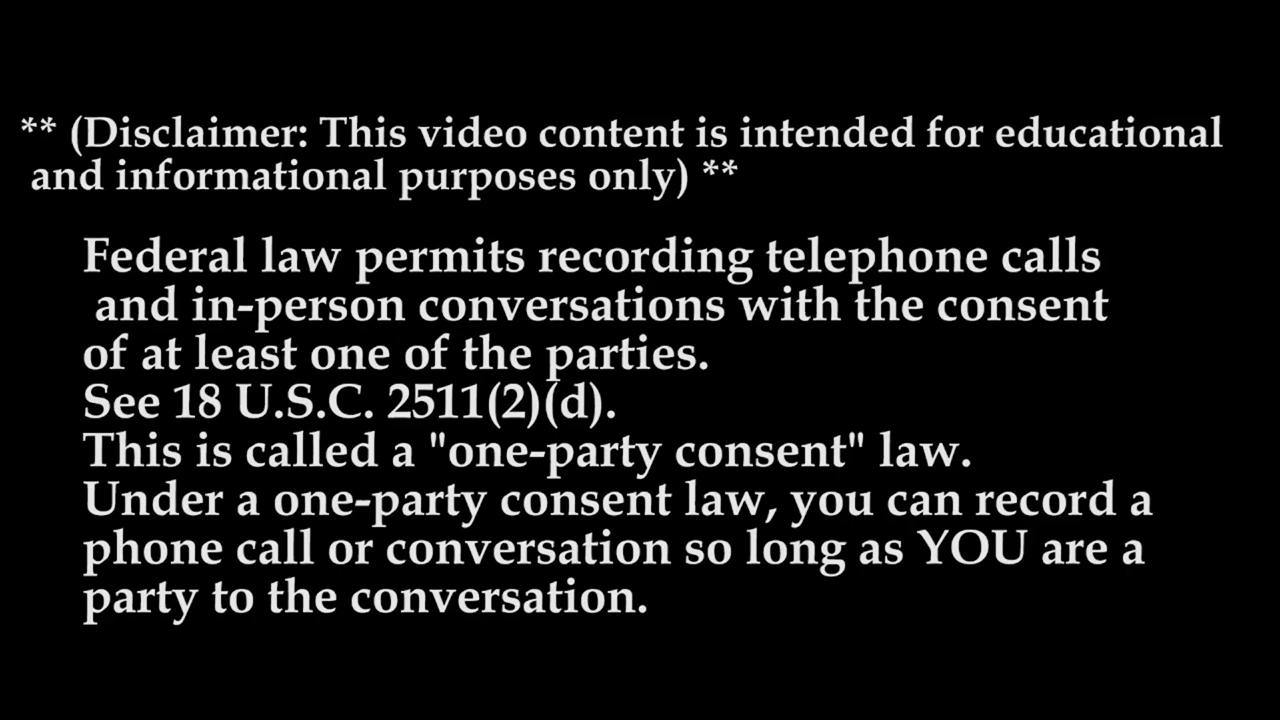 ** (Disclaimer: This video content is intended for educational
and informational purposes only) **
Federal law permits recording telephone calls
and in-person conversations with the consent
of at least one of the parties.
See 18 U.S.C. 2511(2)(d).
This is called a "one-party consent" law.
Under a one-party consent law, you can record a
phone call or conversation so long as YOU are a
party to the conversation.